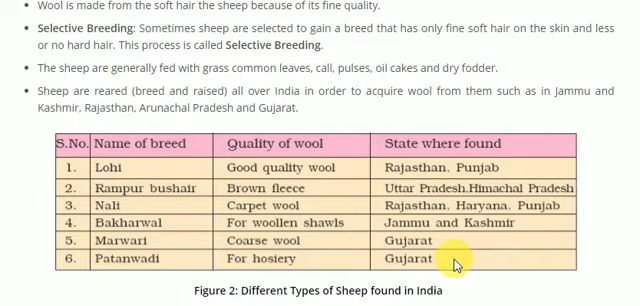 • Wool is made from the soft hair the sheep because of its fine quality.
• Selective Breeding: Sometimes sheep are selected to gain a breed that has only fine soft hair on the skin and less
or no hard hair. This process is called Selective Breeding.
• The sheep are generally fed with grass common leaves, call, pulses, oil cakes and dry fodder.
• Sheep are reared (breed and raised) all over India in order to acquire wool from them such as in Jammu and
Kashmir, Rajasthan, Arunachal Pradesh and Gujarat.
S.No. Name of breed Quality of wool State where found
1. Lohi Good quality wool Rajasthan, Punjab
2. Rampur bushair Brown fleece Uttar Pradesh.Himachal Pradesh
3. Nali Carpet wool Rajasthan, Haryana, Punjab
4. Bakharwal For woollen shawls Jammu and Kashmir
5. Marwari Coarse wool Gujarat
6. Patanwadi For hosiery Gujarat
Figure 2: Different Types of Sheep found in India